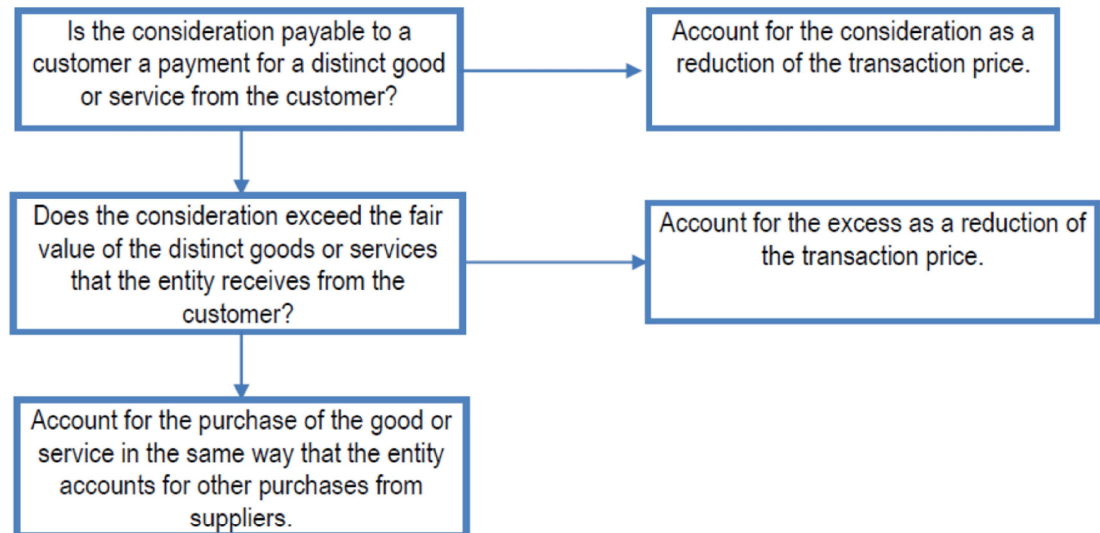 Is the consideration payable to a
customer a payment for a distinct good
or service from the customer?
Account for the consideration as a
reduction of the transaction price.
Does the consideration exceed the fair
value of the distinct goods or services
that the entity receives from the
customer?
Account for the excess as a reduction of
the transaction price.
Account for the purchase of the good or
service in the same way that the entity
accounts for other purchases from
suppliers.